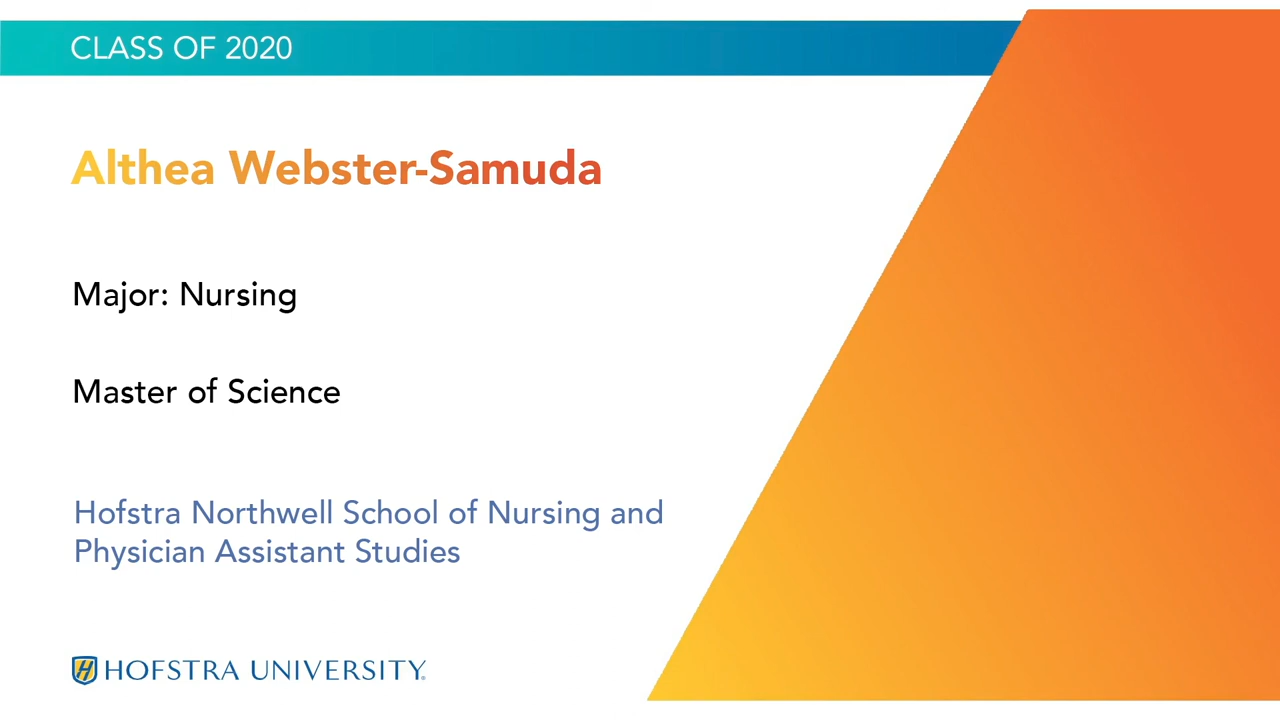 CLASS OF 2020
Althea Webster-Samuda
Major: Nursing
Master of Science
Hofstra Northwell School of Nursing and
Physician Assistant Studies
H HOFSTRA UNIVERSITY®